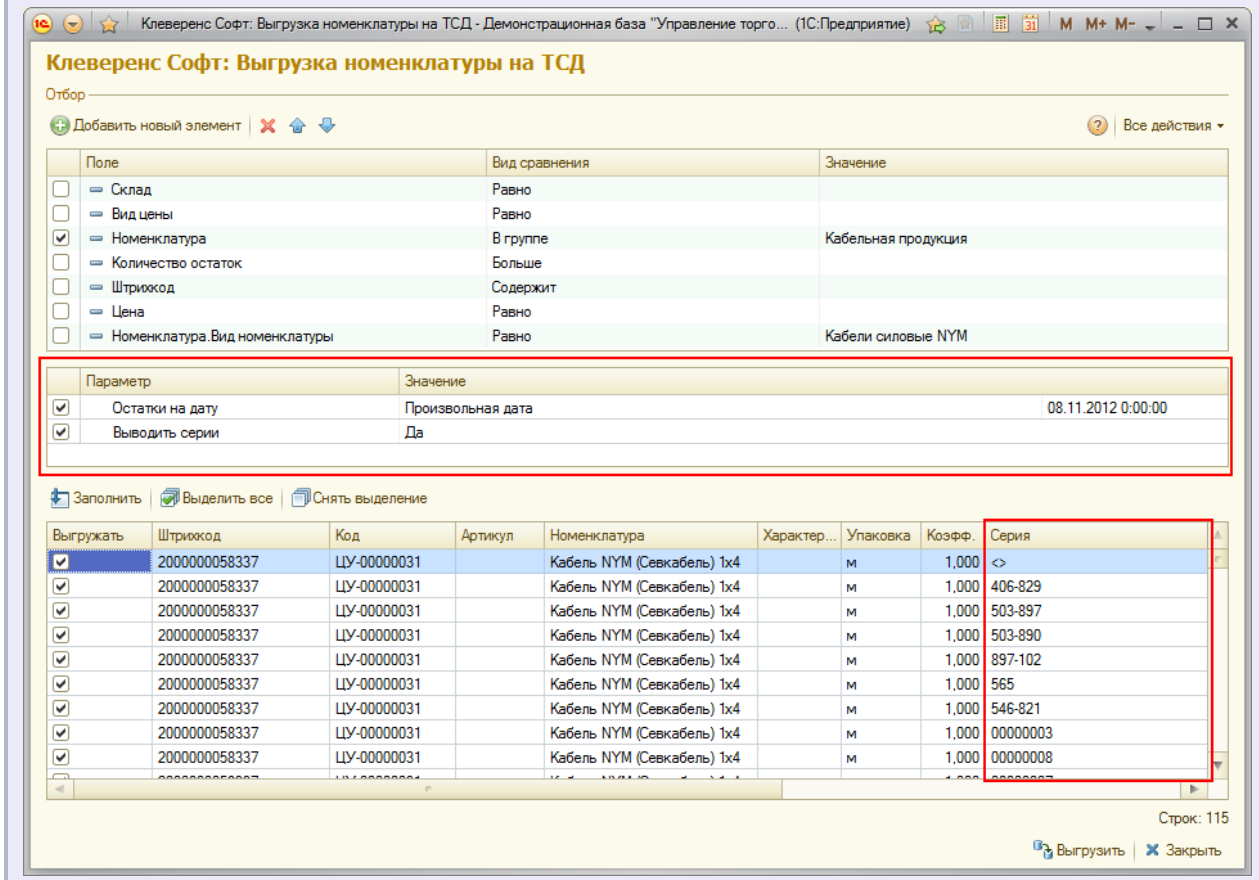 Клеверенс Софт: Выгрузка номенклатуры на ТСД - Демонстрационная база "Управление торго... (1С:Предприятие) 31 M M+ M-
Клеверенс Софт: Выгрузка номенклатуры на ТСД
Отбор
Добавить новый элемент ? Все действия
Поле Вид сравнения Значение
Склад Равно
Вид цены Равно
Номенклатура В группе Кабельная продукция
Количество остаток Больше
Штрихкод Содержит
Цена Равно
Номенклатура.Вид номенклатуры Равно Кабели силовые NYM
Параметр Значение
Остатки на дату Произвольная дата 08.11.2012 0:00:00
Выводить серии Да
Заполнить Выделить все Снять выделение
Выгружать Штрихкод Код Артикул Номенклатура Характер... Упаковка Коэфф. Серия
2000000058337 ЦУ-00000031 Кабель NYM (Севкабель) 1x4 м 1,000 <>
2000000058337 ЦУ-00000031 Кабель NYM (Севкабель) 1x4 м 1,000 406-829
2000000058337 ЦУ-00000031 Кабель NYM (Севкабель) 1x4 м 1,000 503-897
2000000058337 ЦУ-00000031 Кабель NYM (Севкабель) 1x4 м 1,000 503-890
2000000058337 ЦУ-00000031 Кабель NYM (Севкабель) 1x4 м 1,000 897-102
2000000058337 ЦУ-00000031 Кабель NYM (Севкабель) 1x4 м 1,000 565
2000000058337 ЦУ-00000031 Кабель NYM (Севкабель) 1x4 м 1,000 546-821
2000000058337 ЦУ-00000031 Кабель NYM (Севкабель) 1x4 м 1,000 00000003
2000000058337 ЦУ-00000031 Кабель NYM (Севкабель) 1x4 м 1,000 00000008
Строк: 115
Выгрузить Закрыть